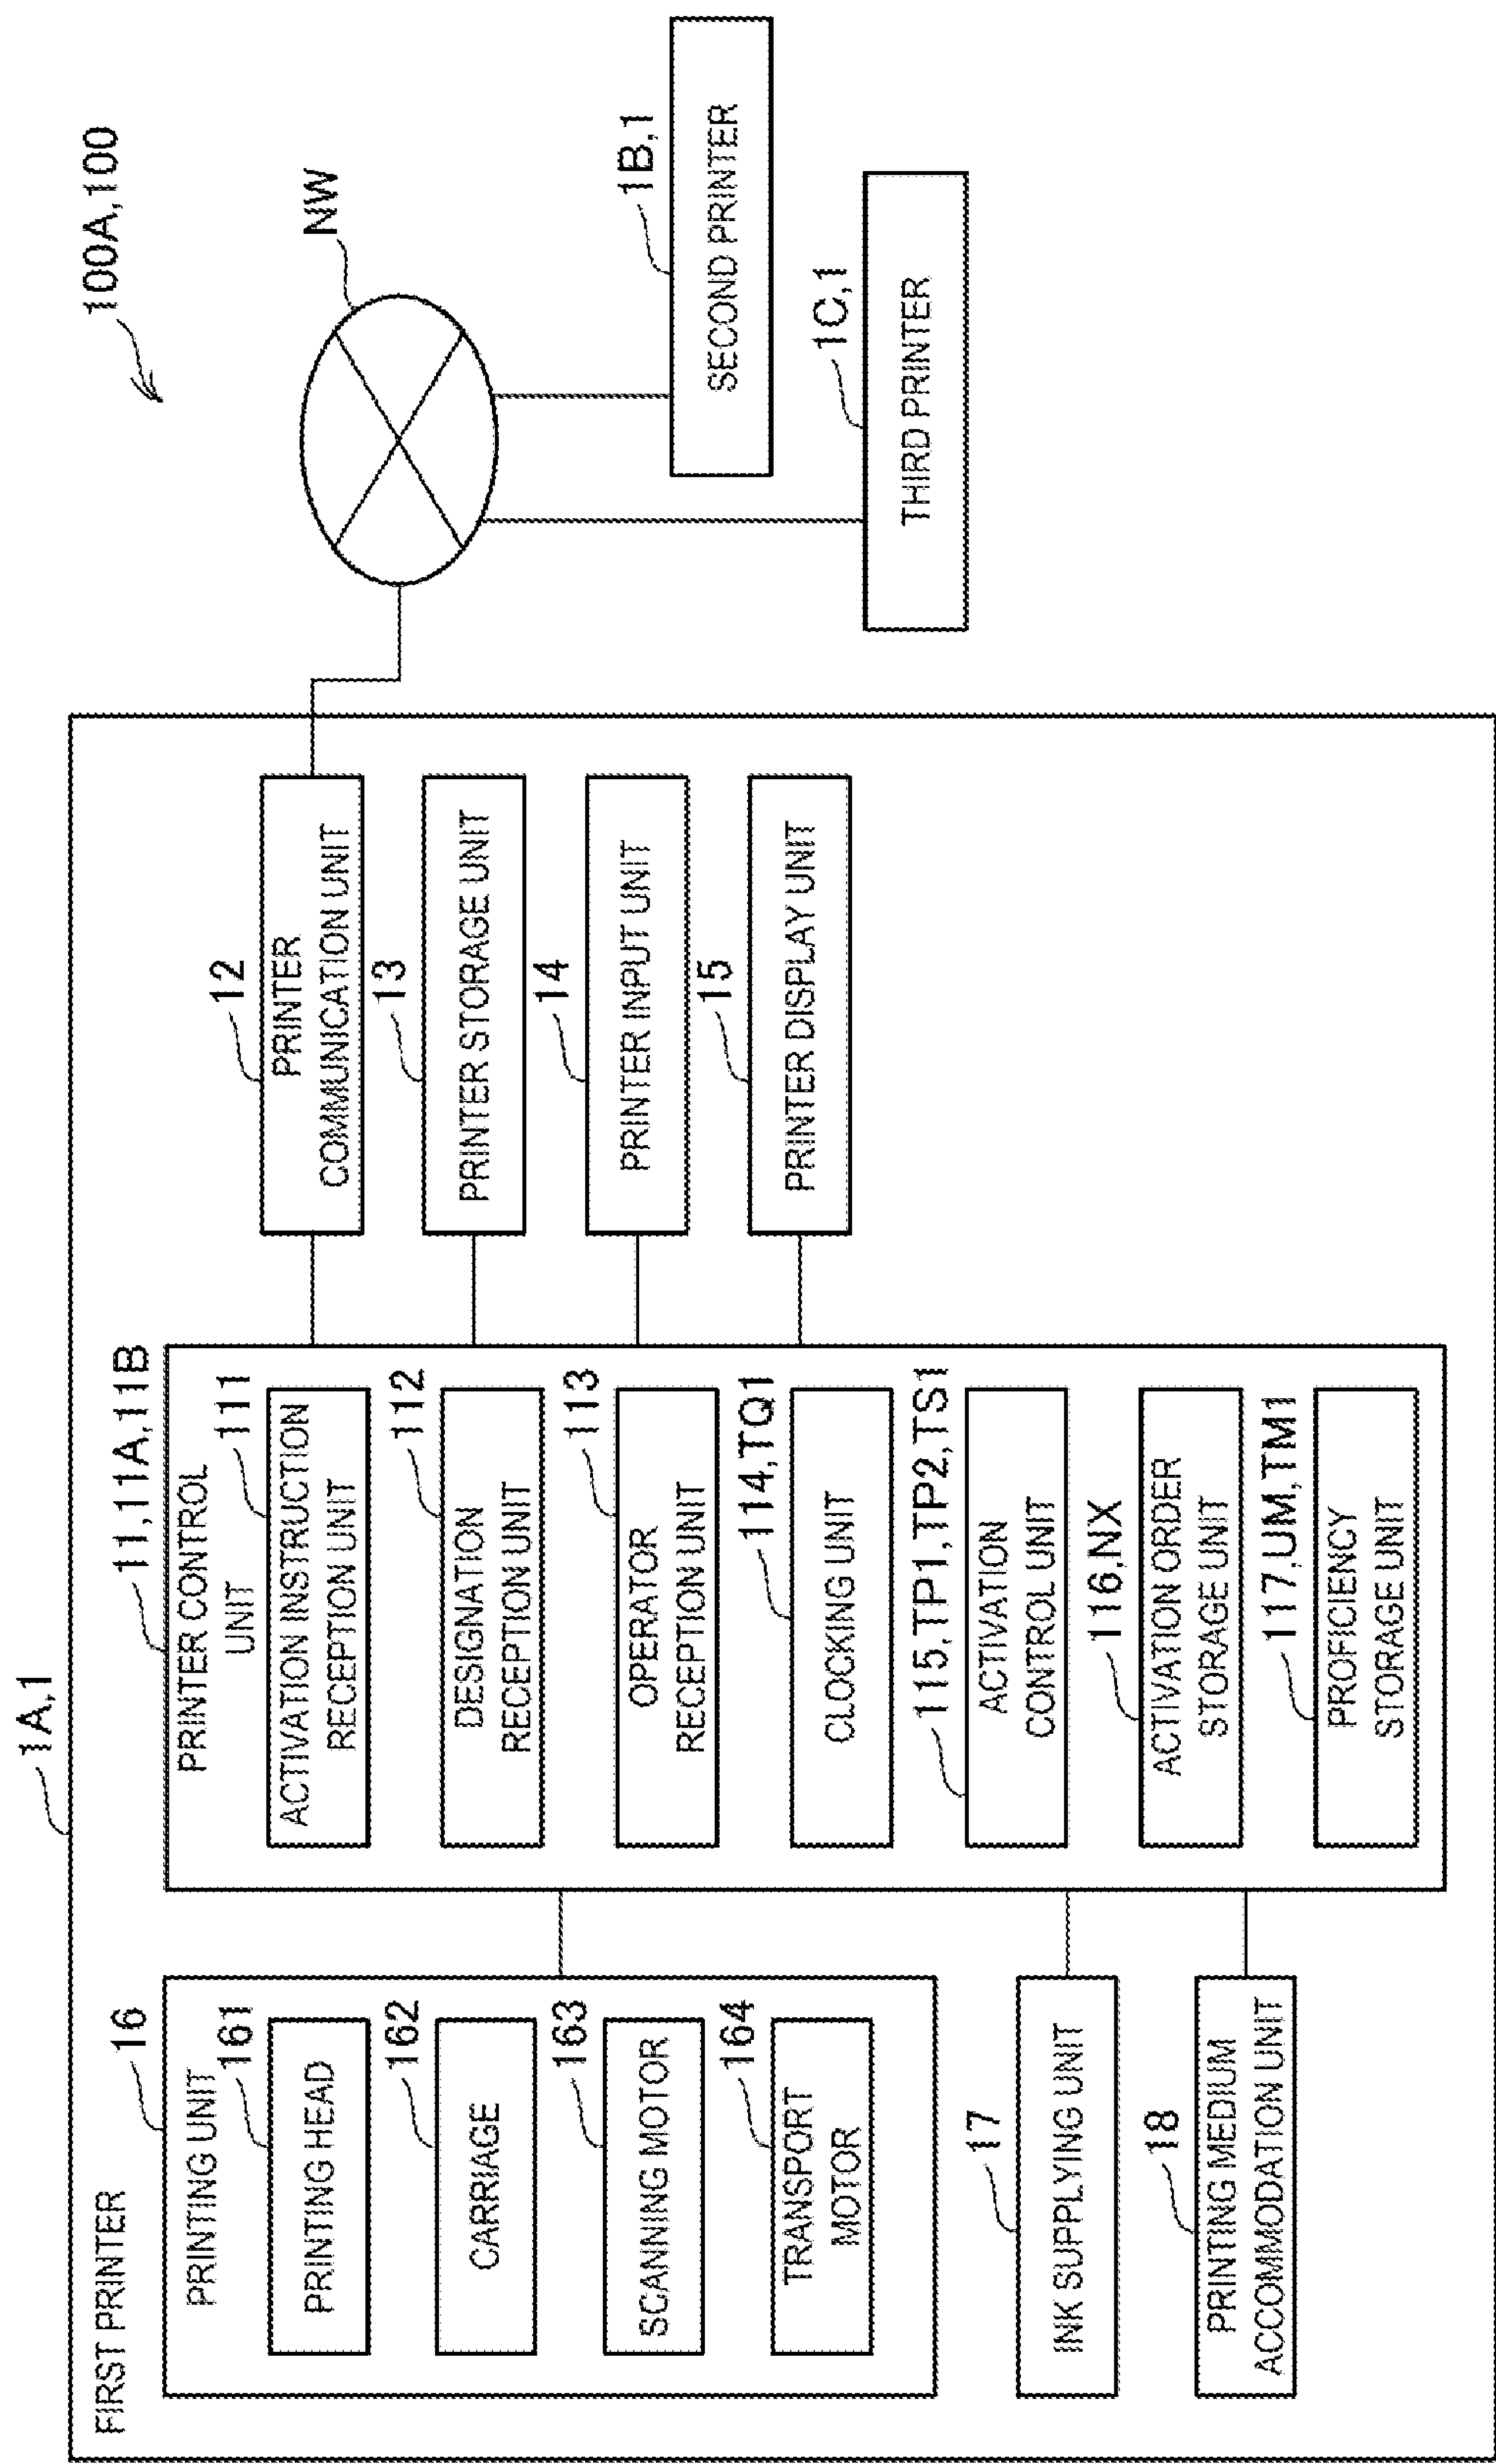 100A,100
1A,1
FIRST PRINTER
16
PRINTING UNIT
161
PRINTING HEAD
162
CARRIAGE
163
SCANNING MOTOR
164
TRANSPORT
MOTOR
17
INK SUPPLYING UNIT
18
PRINTING MEDIUM
ACCOMMODATION UNIT
11,11A,11B
PRINTER CONTROL
UNIT
111
ACTIVATION INSTRUCTION
RECEPTION UNIT
112
DESIGNATION
RECEPTION UNIT
113
OPERATOR
RECEPTION UNIT
114,TQ1
CLOCKING UNIT
115,TP1,TP2,TS1
ACTIVATION
CONTROL UNIT
116,NX
ACTIVATION ORDER
STORAGE UNIT
117,UM,TM1
PROFICIENCY
STORAGE UNIT
12
PRINTER
COMMUNICATION UNIT
13
PRINTER STORAGE UNIT
14
PRINTER INPUT UNIT
15
PRINTER DISPLAY UNIT
NW
1B,1
SECOND PRINTER
1C,1
THIRD PRINTER